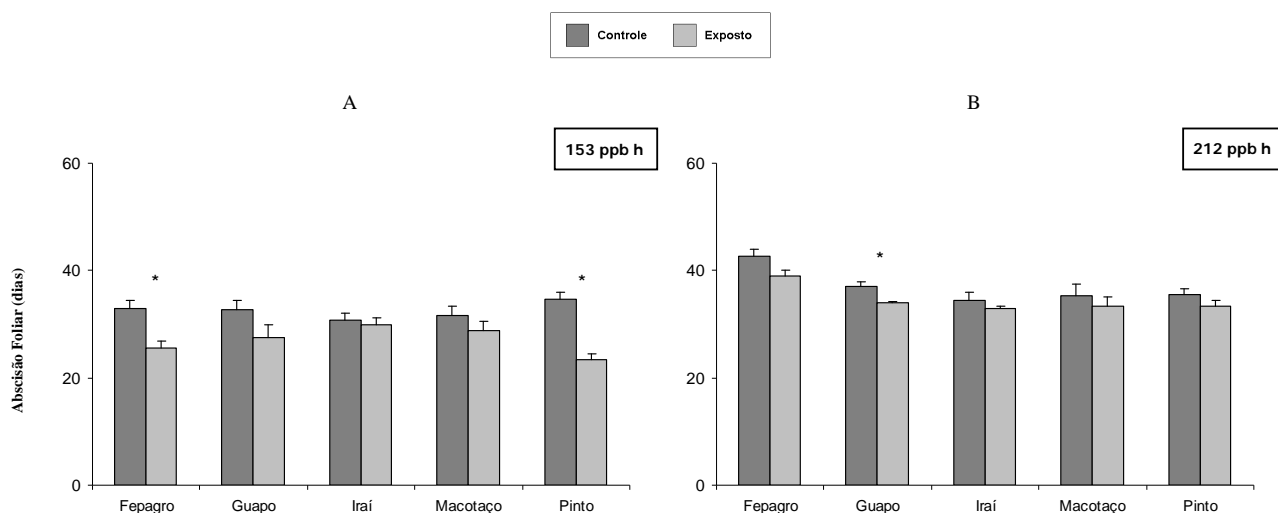 Controle Exposto
A
B
153 ppb h
212 ppb h
Abscisão Foliar (dias)
60
40
20
0
* *
Fepagro Guapo Iraí Macotaço Pinto
60
40
20
0
*
Fepagro Guapo Iraí Macotaço Pinto